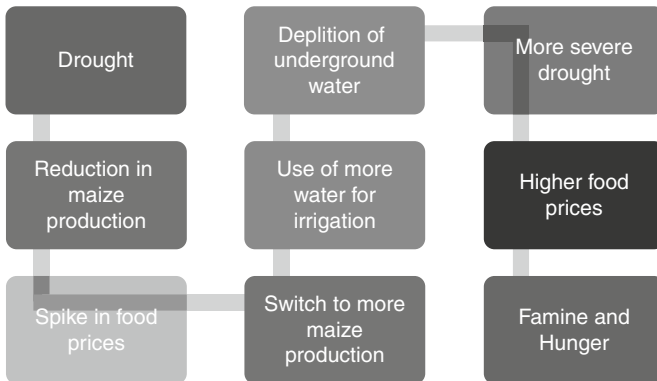 Drought
Reduction in
maize
production
Spike in food
prices
Switch to more
maize
production
Use of more
water for
irrigation
Deplition of
underground
water
More severe
drought
Higher food
prices
Famine and
Hunger